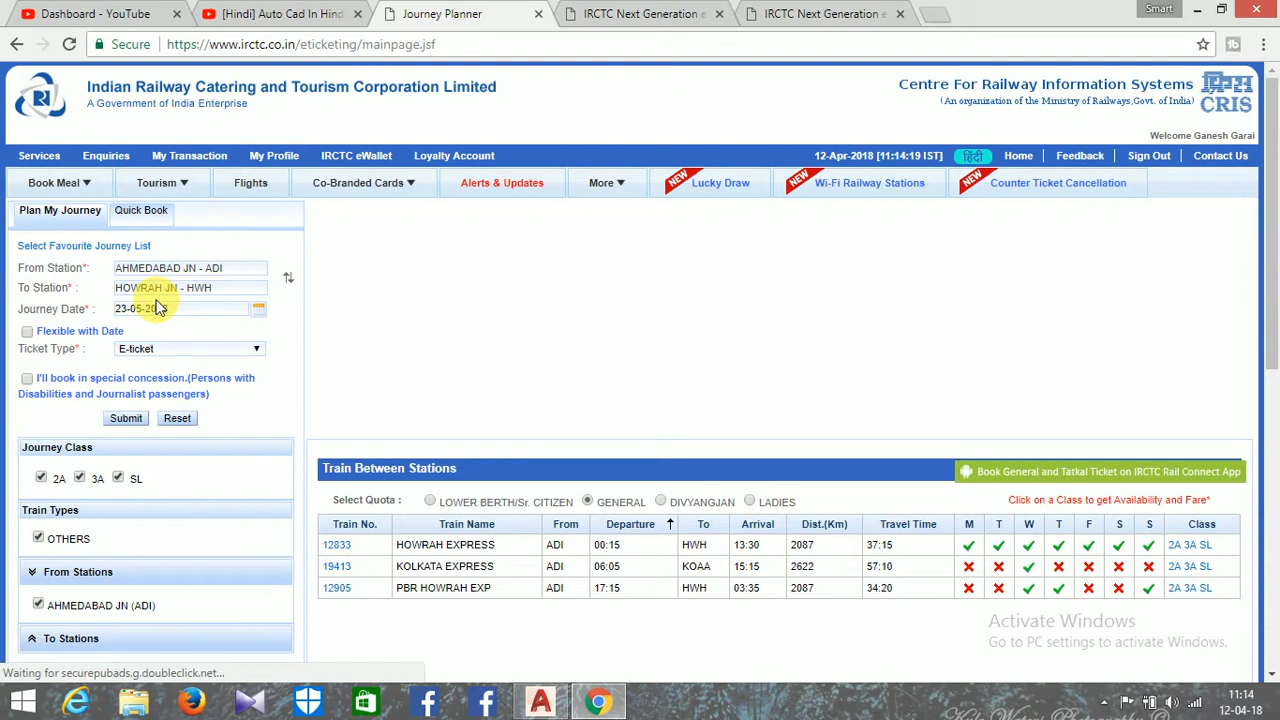 Dashboard - YouTube
[Hindi] Auto Cad In Hindi
Journey Planner
IRCTC Next Generation e
IRCTC Next Generation e
Smart
Secure
https://www.irctc.co.in/eticketing/mainpage.jsf
Indian Railway Catering and Tourism Corporation Limited
A Government of India Enterprise
Centre For Railway Information Systems
(An organization of the Ministry of Railways,Govt. of India)
CRIS
Welcome Ganesh Garai
Services Enquiries My Transaction My Profile IRCTC eWallet Loyalty Account 12-Apr-2018 [11:14:19 IST] हिंदी Home Feedback Sign Out Contact Us
Book Meal Tourism Flights Co-Branded Cards Alerts & Updates More NEW Lucky Draw NEW Wi-Fi Railway Stations NEW Counter Ticket Cancellation
Plan My Journey Quick Book
Select Favourite Journey List
From Station*: AHMEDABAD JN - ADI
To Station* : HOWRAH JN - HWH
Journey Date* :
Flexible with Date
Ticket Type* : E-ticket
I'll book in special concession.(Persons with
Disabilities and Journalist passengers)
Submit Reset
Journey Class
2A 3A SL
Train Types
OTHERS
From Stations
AHMEDABAD JN (ADI)
To Stations
Train Between Stations
Book General and Tatkal Ticket on IRCTC Rail Connect App
Select Quota : LOWER BERTH/Sr. CITIZEN GENERAL DIVYANGJAN LADIES Click on a Class to get Availability and Fare*
Train No. Train Name From Departure To Arrival Dist.(Km) Travel Time M T W T F S S Class
12833 HOWRAH EXPRESS ADI 00:15 HWH 13:30 2087 37:15 2A 3A SL
19413 KOLKATA EXPRESS ADI 06:05 KOAA 15:15 2622 57:10 2A 3A SL
12905 PBR HOWRAH EXP ADI 17:15 HWH 03:35 2087 34:20 2A 3A SL
Activate Windows
Go to PC settings to activate Windows.
Waiting for securepubads.g.doubleclick.net...
11:14
12-04-18